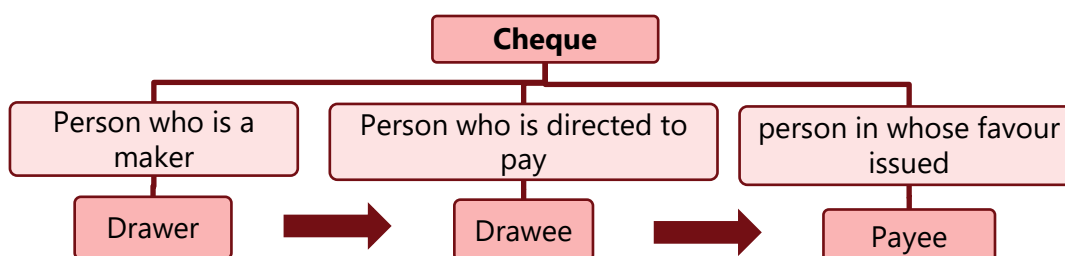 Cheque
Person who is a
maker
Person who is directed to
pay
person in whose favour
issued
Drawer
Drawee
Payee